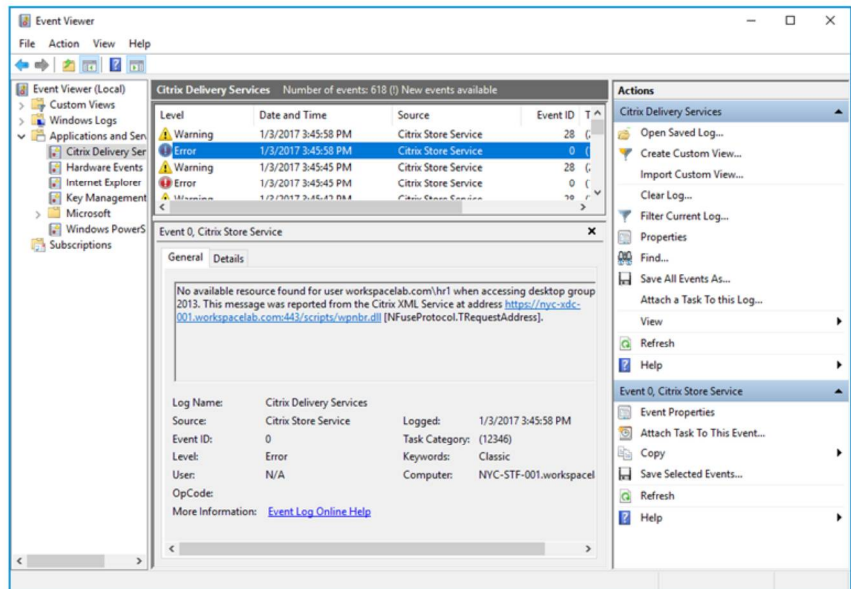 Event Viewer
File Action View Help
Event Viewer (Local)
Custom Views
Windows Logs
Applications and Serv
Citrix Delivery Ser
Hardware Events
Internet Explorer
Key Management
Microsoft
Windows PowerS
Subscriptions
Citrix Delivery Services Number of events: 618 (!) New events available
Level Date and Time Source Event ID T
Warning 1/3/2017 3:45:58 PM Citrix Store Service 28 (
Error 1/3/2017 3:45:58 PM Citrix Store Service 0 (
Warning 1/3/2017 3:45:45 PM Citrix Store Service 28 (
Error 1/3/2017 3:45:45 PM Citrix Store Service 0 (
Warning 1/3/2017 3:45:42 PM Citrix Store Service 28 (
Event 0, Citrix Store Service
General Details
No available resource found for user workspacelab.com\hr1 when accessing desktop group
2013. This message was reported from the Citrix XML Service at address https://nyc-xdc-
001.workspacelab.com:443/scripts/wpnbr.dll [NFuseProtocol.TRequestAddress].
Log Name: Citrix Delivery Services
Source: Citrix Store Service Logged: 1/3/2017 3:45:58 PM
Event ID: 0 Task Category: (12346)
Level: Error Keywords: Classic
User: N/A Computer: NYC-STF-001.workspacel
OpCode:
More Information: Event Log Online Help
Actions
Citrix Delivery Services
Open Saved Log...
Create Custom View...
Import Custom View...
Clear Log...
Filter Current Log...
Properties
Find...
Save All Events As...
Attach a Task To this Log...
View
Refresh
Help
Event 0, Citrix Store Service
Event Properties
Attach Task To This Event...
Copy
Save Selected Events...
Refresh
Help